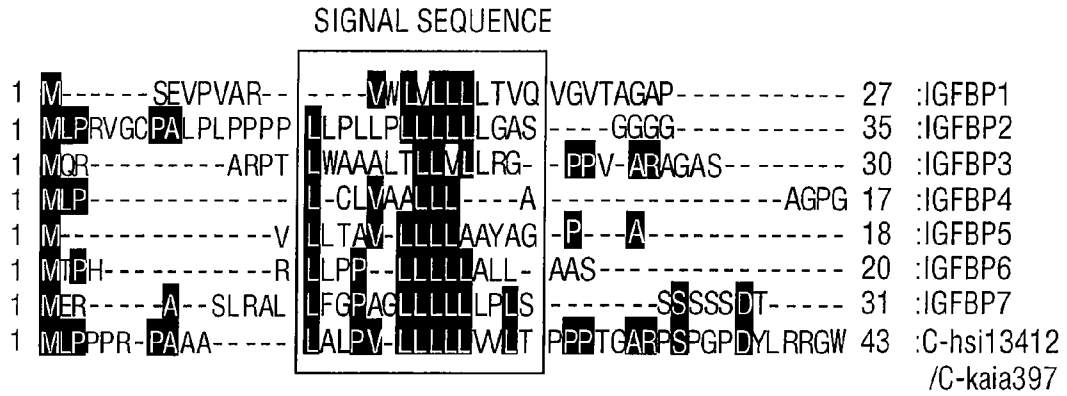 SIGNAL SEQUENCE
1 M------SEVPVAR-- ----VWLVLLLLTVQ VGVTAGAP----------- 27 :IGFBP1
1 MLPRVGCPALPLPPPP LLPLLPLLLLLLGAS ----GGGG----------- 35 :IGFBP2
1 MQR---------ARPT LWAAALTLLVLLRG- -PPV-ARAGAS-------- 30 :IGFBP3
1 MLP------------- L-CLVAALLL----A ---------------AGPG 17 :IGFBP4
1 M--------------V LLTAV-LLLLAAYAG -P---A------------- 18 :IGFBP5
1 MTPH-----------R LLPP--LLLLLALL- AAS---------------- 20 :IGFBP6
1 MER-----A--SLRAL LFGPAGLLLLLLPLS -------SSSSSDT----- 31 :IGFBP7
1 MLPPPR-PAAA----- LALPV-LLLLLVVLT PPPTGARPSPGPDYLRRGW 43 :C-hsi13412
/C-kaia397